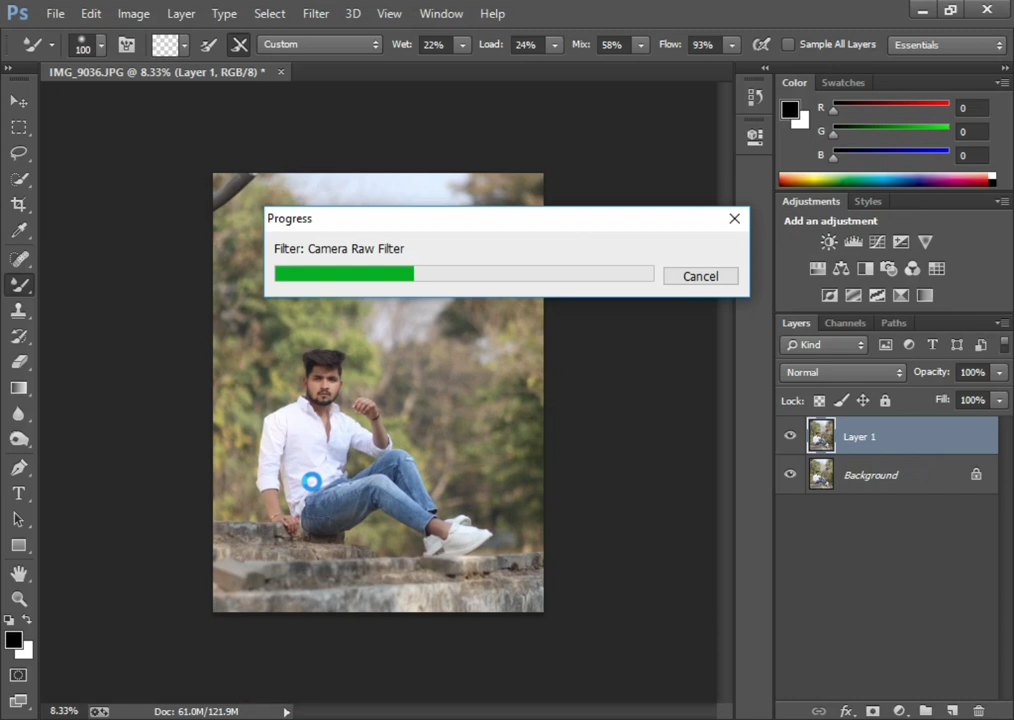 Ps File Edit Image Layer Type Select Filter 3D View Window Help
100 Custom Wet: 22% Load: 24% Mix: 58% Flow: 93% Sample All Layers Essentials
IMG_9036.JPG @ 8.33% (Layer 1, RGB/8) *
Color Swatches
R 0
G 0
B 0
Adjustments Styles
Add an adjustment
Progress
Filter: Camera Raw Filter
Cancel
Layers Channels Paths
Kind
Normal Opacity: 100%
Lock: Fill: 100%
Layer 1
Background
8.33% Doc: 61.0M/121.9M